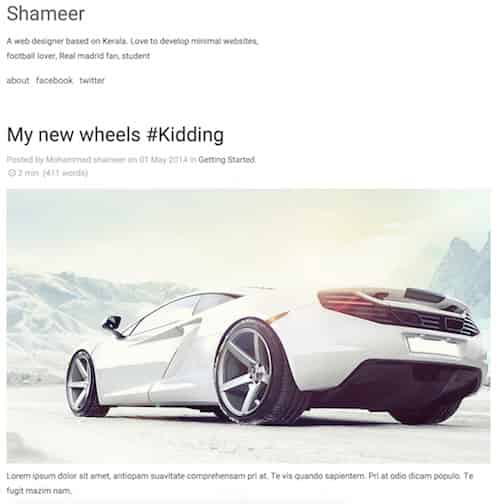 Shameer
A web designer based on Kerala. Love to develop minimal websites,
football lover, Real madrid fan, student
about facebook twitter
My new wheels #Kidding
Posted by Mohammed shameer on 01 May 2014 in Getting Started.
2 min (411 words)
Lorem ipsum dolor sit amet, antiopam suavitate comprehensam pri at. Te vis quando sapientem. Pri at odio dicam populo. Te
fugit mazim nam,